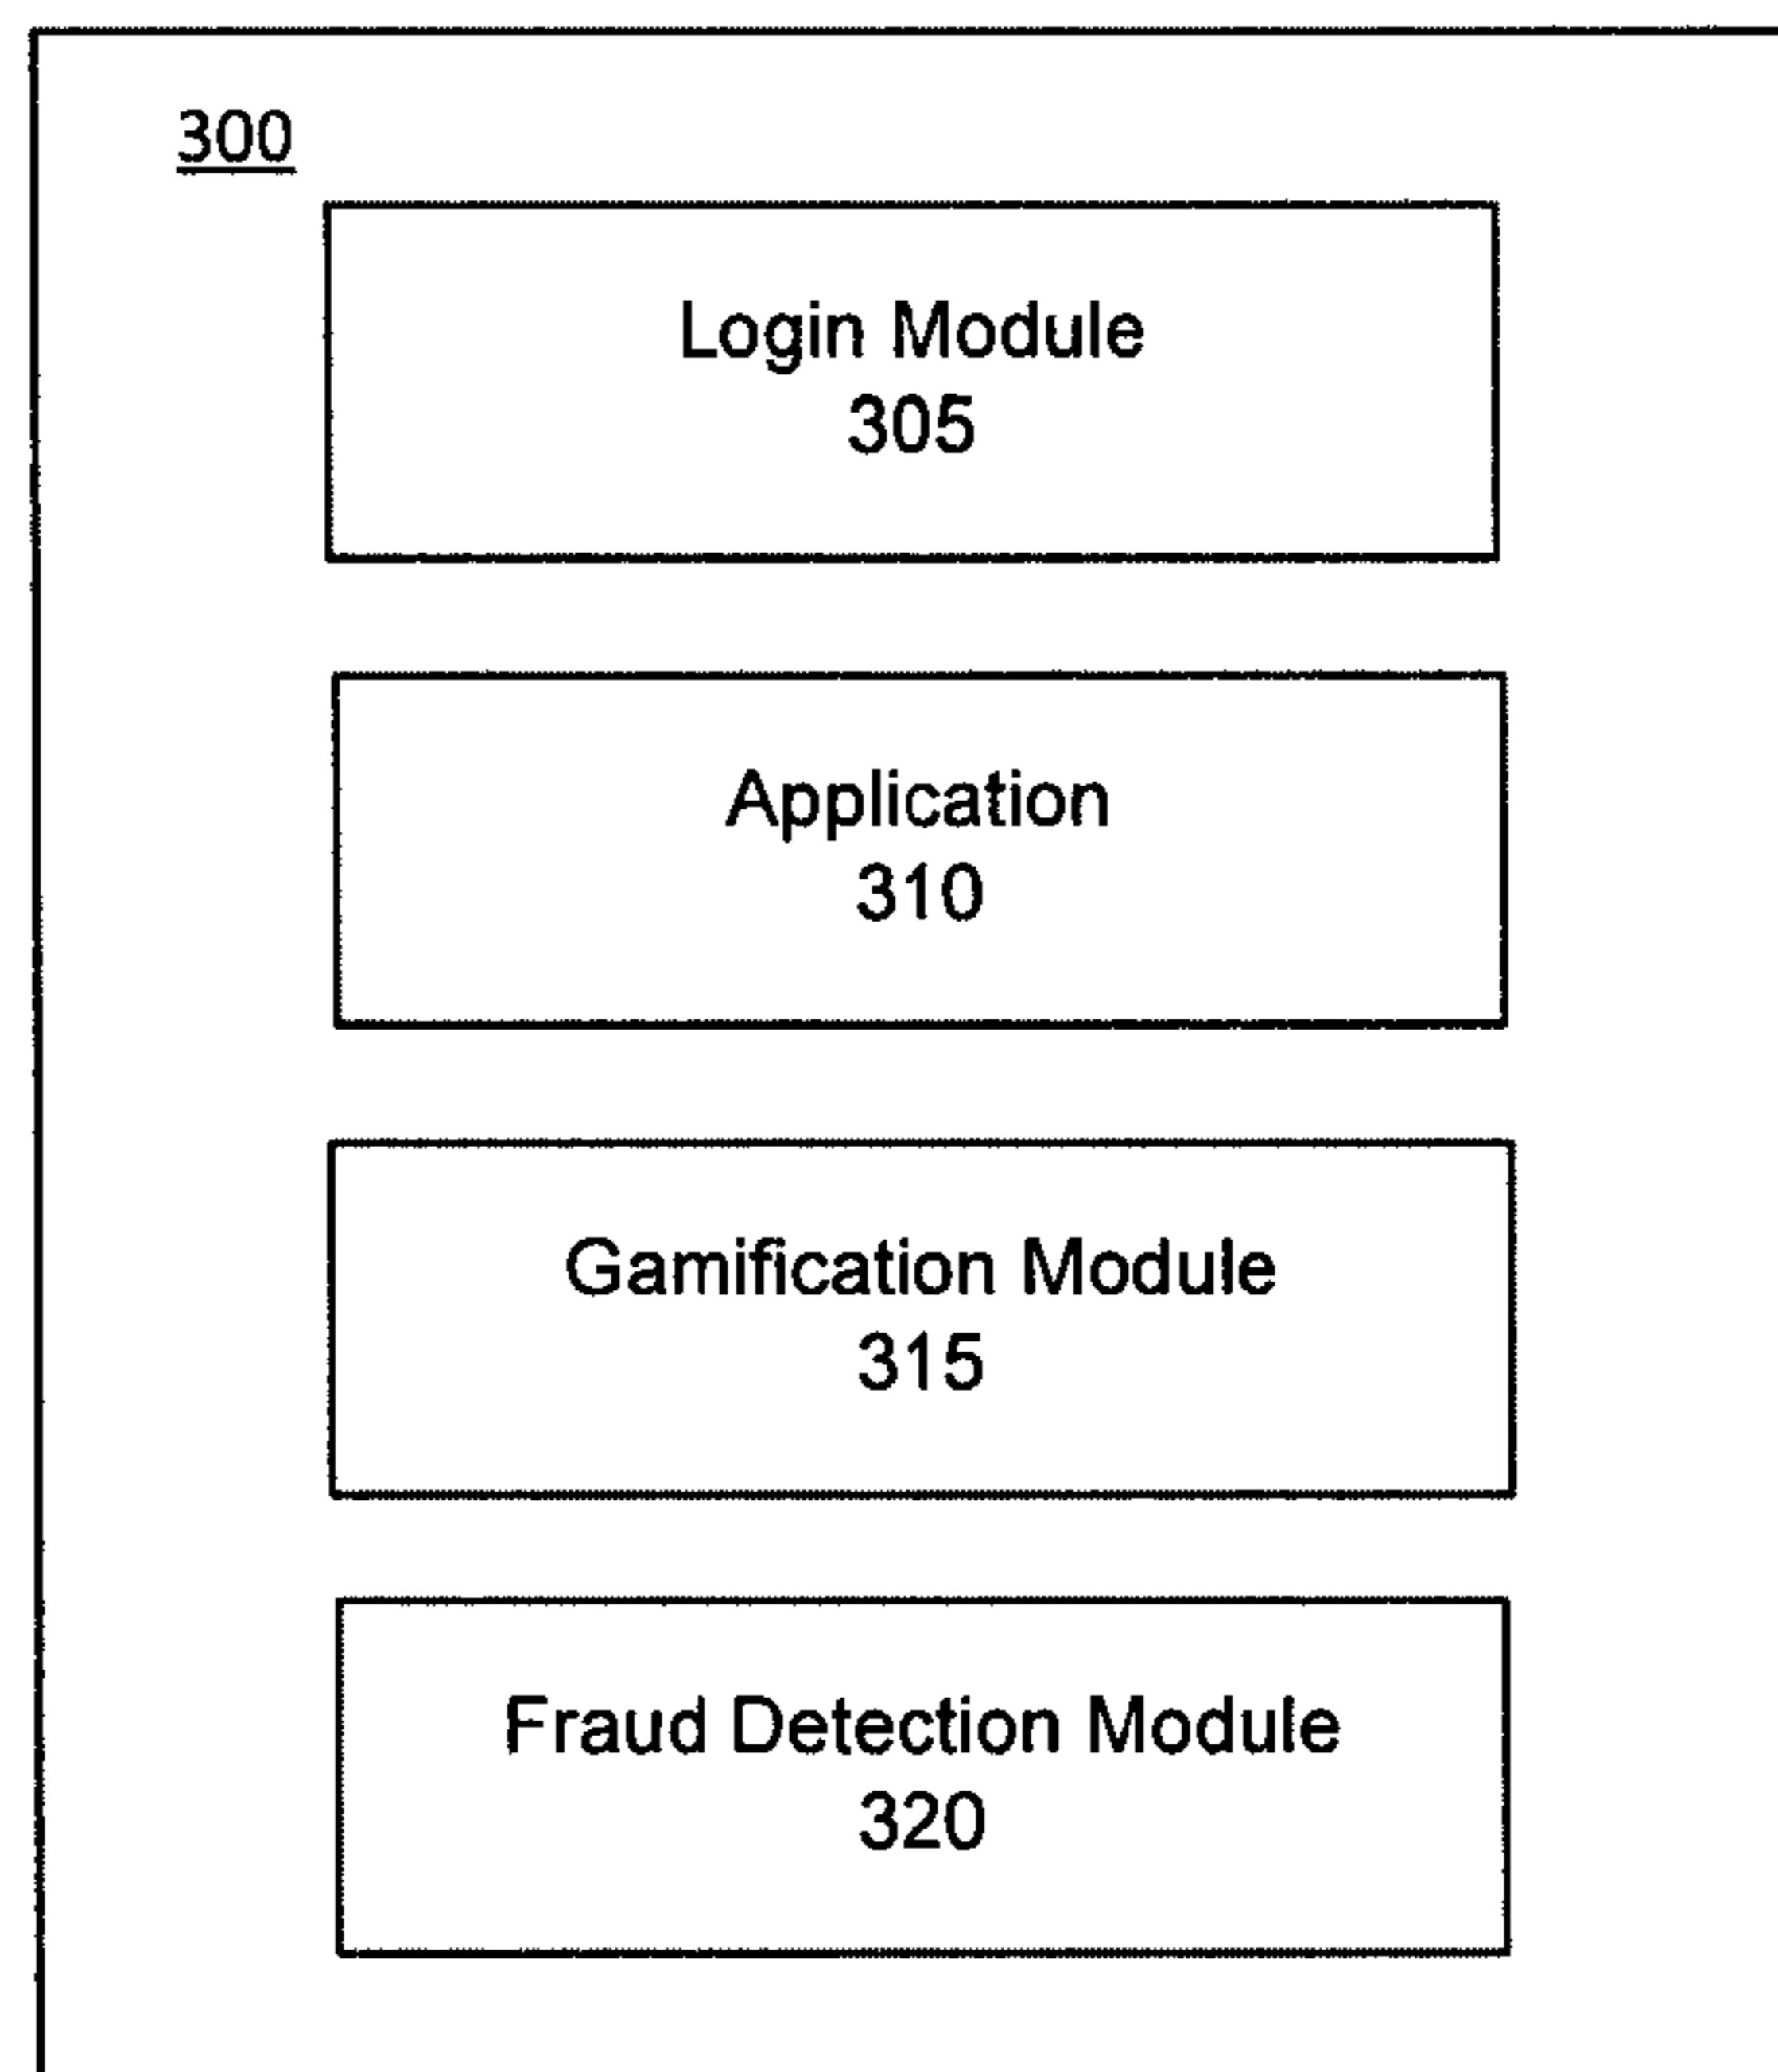 300
Login Module
305
Application
310
Gamification Module
315
Fraud Detection Module
320